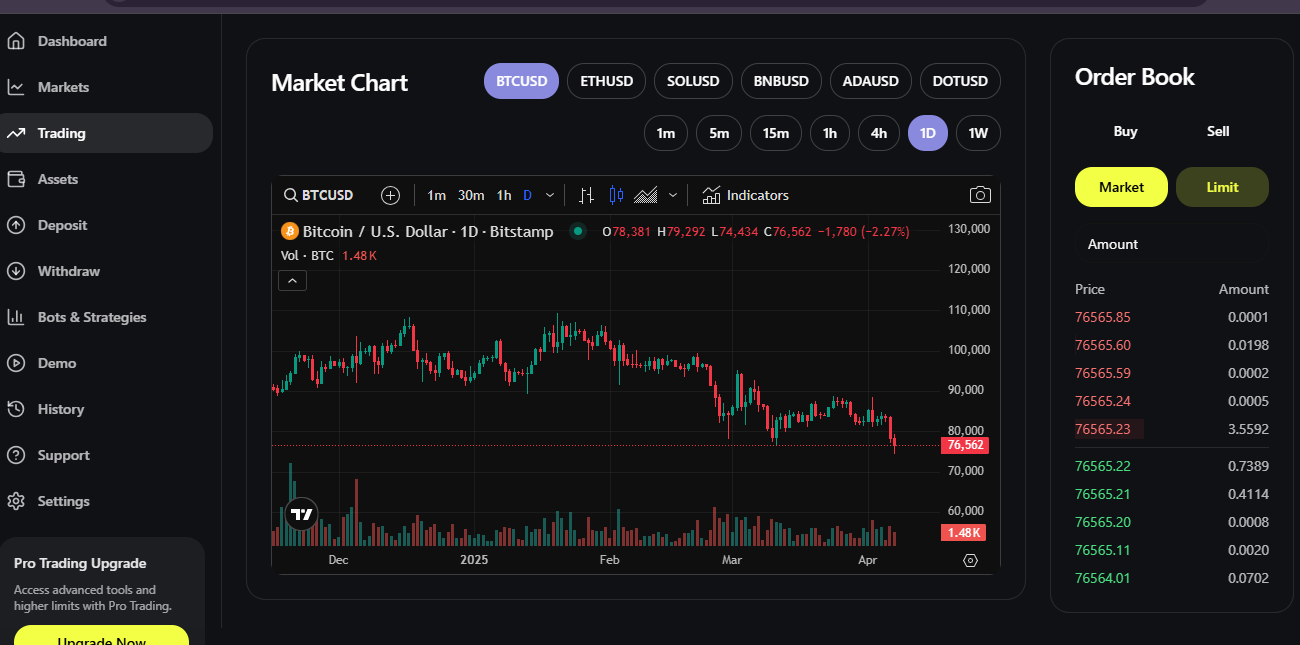 Dashboard
Markets
Trading
Assets
Deposit
Withdraw
Bots & Strategies
Demo
History
Support
Settings
Pro Trading Upgrade
Access advanced tools and
higher limits with Pro Trading.
Upgrade Now
Market Chart
BTCUSD ETHUSD SOLUSD BNBUSD ADAUSD DOTUSD
1m 5m 15m 1h 4h 1D 1W
BTCUSD 1m 30m 1h D Indicators
Bitcoin / U.S. Dollar · 1D · Bitstamp O78,381 H79,292 L74,434 C76,562 −1,780 (−2.27%)
Vol · BTC 1.48K
130,000
120,000
110,000
100,000
90,000
80,000
76,562
70,000
60,000
1.48K
Dec 2025 Feb Mar Apr
Order Book
Buy Sell
Market Limit
Amount
Price Amount
76565.85 0.0001
76565.60 0.0198
76565.59 0.0002
76565.24 0.0005
76565.23 3.5592
76565.22 0.7389
76565.21 0.4114
76565.20 0.0008
76565.11 0.0020
76564.01 0.0702